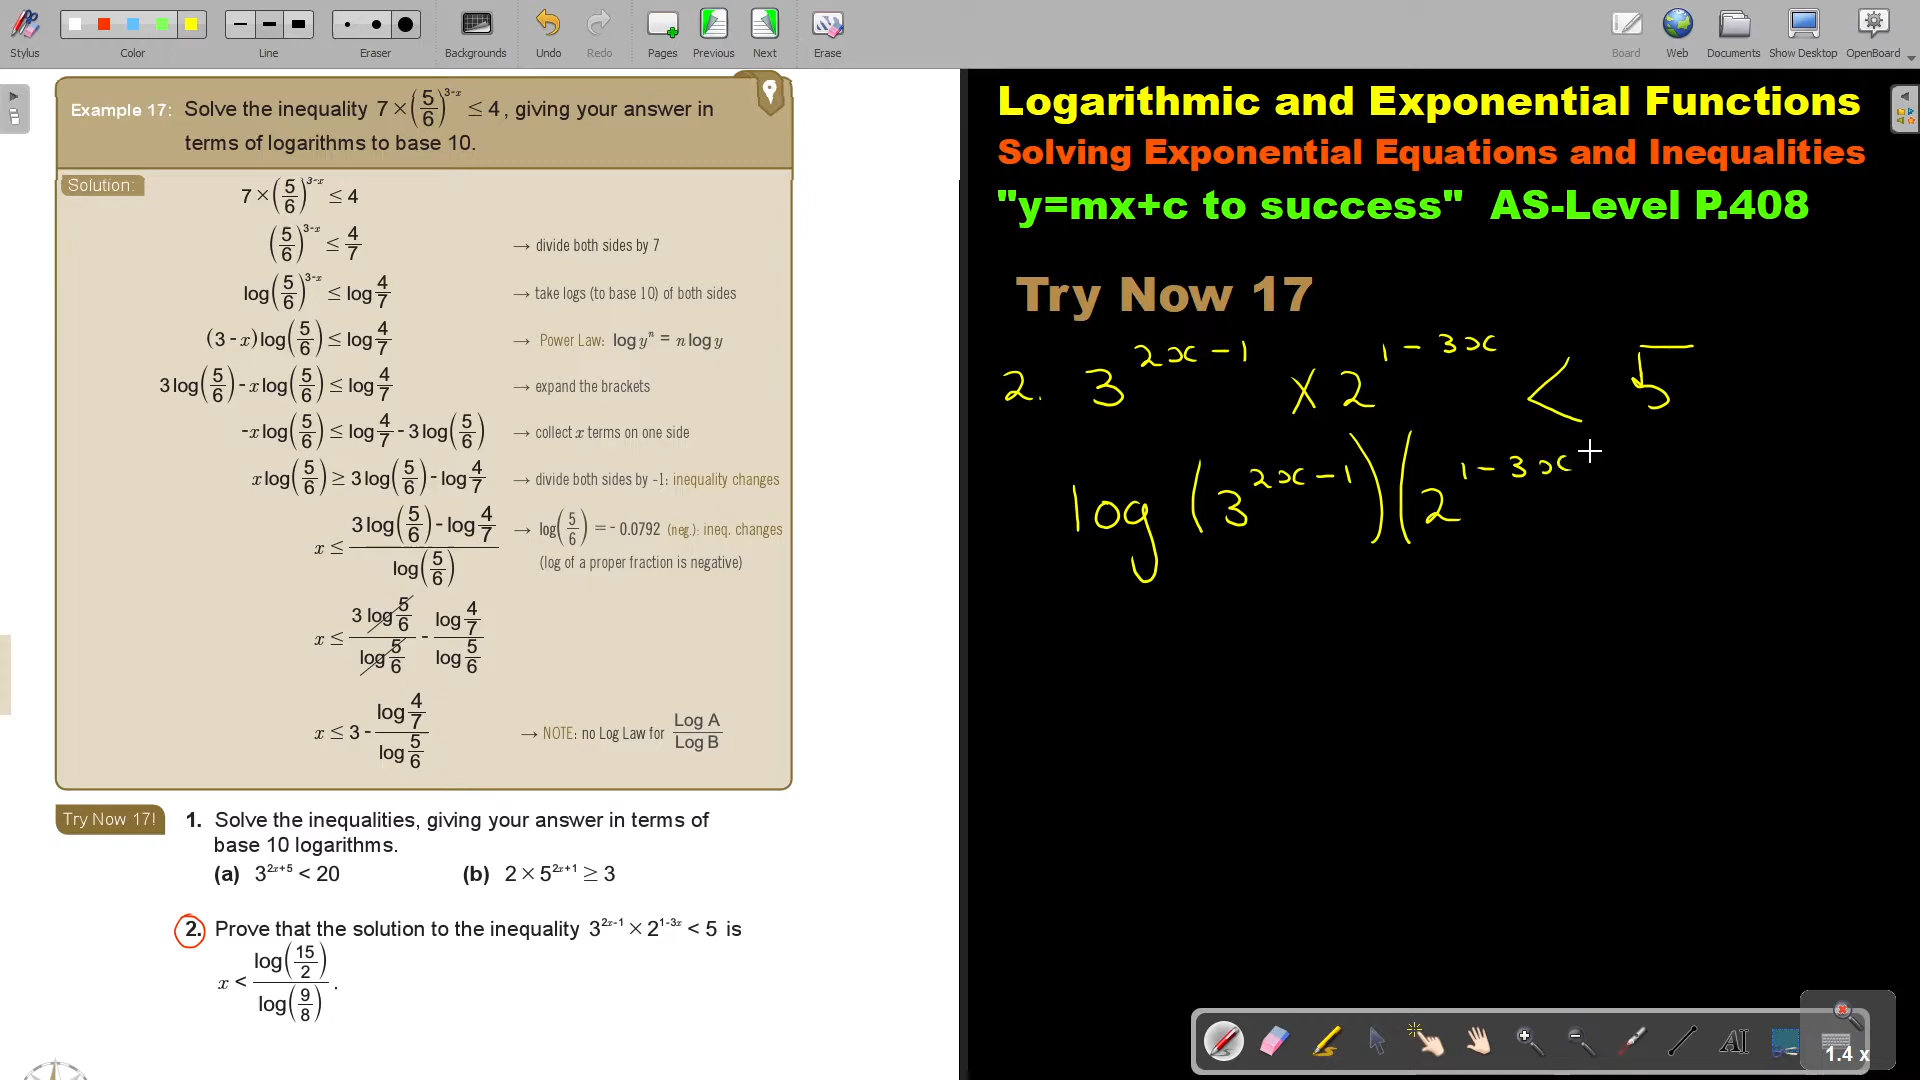 Stylus Color Line Eraser Backgrounds Undo Redo Pages Previous Next Erase Board Web Documents Show Desktop OpenBoard
Example 17: Solve the inequality 7 × (5/6)^(3-x) ≤ 4, giving your answer in
terms of logarithms to base 10.
Solution:
7 × (5/6)^(3-x) ≤ 4
(5/6)^(3-x) ≤ 4/7 → divide both sides by 7
log(5/6)^(3-x) ≤ log 4/7 → take logs (to base 10) of both sides
(3 - x)log(5/6) ≤ log 4/7 → Power Law: log y^n = n log y
3 log(5/6) - x log(5/6) ≤ log 4/7 → expand the brackets
-x log(5/6) ≤ log 4/7 - 3 log(5/6) → collect x terms on one side
x log(5/6) ≥ 3 log(5/6) - log 4/7 → divide both sides by -1: inequality changes
x ≤ (3 log(5/6) - log 4/7) / log(5/6) → log(5/6) = - 0.0792 (neg.): ineq. changes
(log of a proper fraction is negative)
x ≤ 3 log 5/6 / log 5/6 - log 4/7 / log 5/6
x ≤ 3 - log 4/7 / log 5/6 → NOTE: no Log Law for Log A / Log B
Try Now 17! 1. Solve the inequalities, giving your answer in terms of
base 10 logarithms.
(a) 3^(2x+5) < 20 (b) 2 × 5^(2x+1) ≥ 3
2. Prove that the solution to the inequality 3^(2x-1) × 2^(1-3x) < 5 is
x < log(15/2) / log(9/8) .
Logarithmic and Exponential Functions
Solving Exponential Equations and Inequalities
"y=mx+c to success" AS-Level P.408
Try Now 17
2. 3^(2x-1) × 2^(1-3x) < 5
log (3^(2x-1))(2^(1-3x)
1.4 x